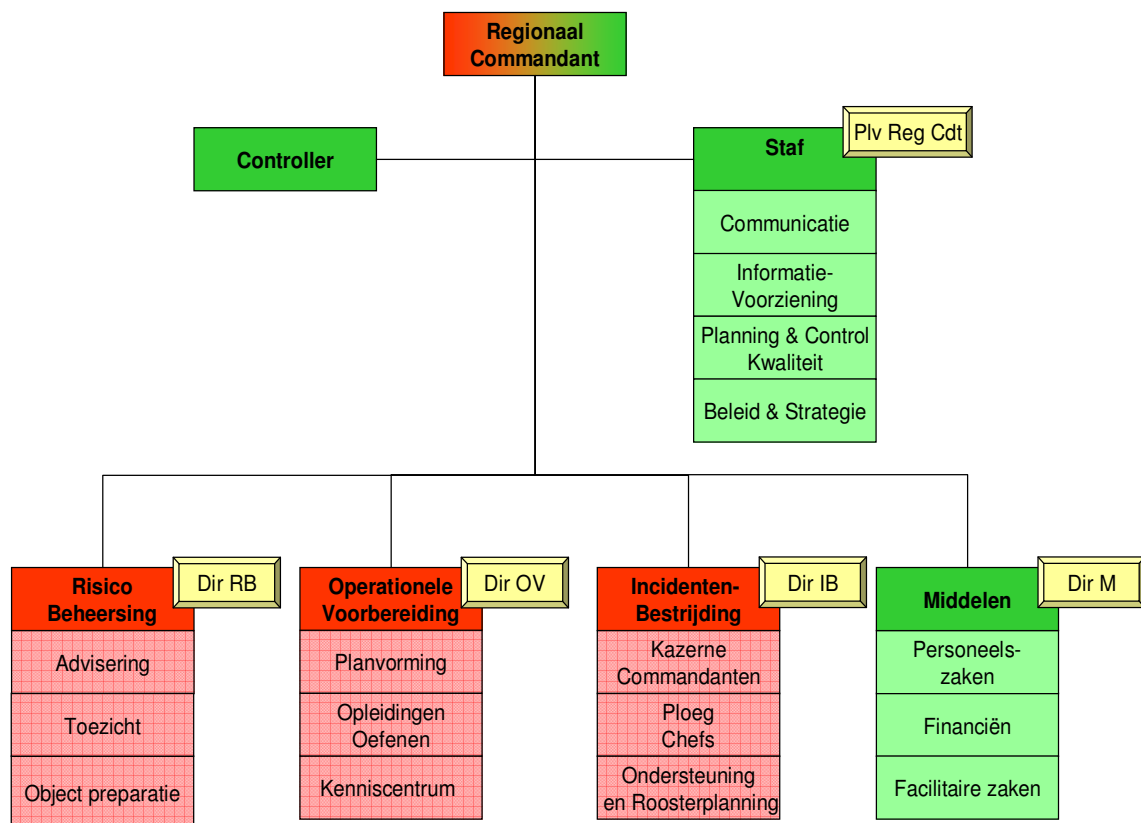 Regionaal
Commandant
Controller
Staf
Plv Reg Cdt
Communicatie
Informatie-
Voorziening
Planning & Control
Kwaliteit
Beleid & Strategie
Risico
Beheersing
Dir RB
Advisering
Toezicht
Object preparatie
Operationele
Voorbereiding
Dir OV
Planvorming
Opleidingen
Oefenen
Kenniscentrum
Incidenten-
Bestrijding
Dir IB
Kazerne
Commandanten
Ploeg
Chefs
Ondersteuning
en Roosterplanning
Middelen
Dir M
Personeels-
zaken
Financiën
Facilitaire zaken